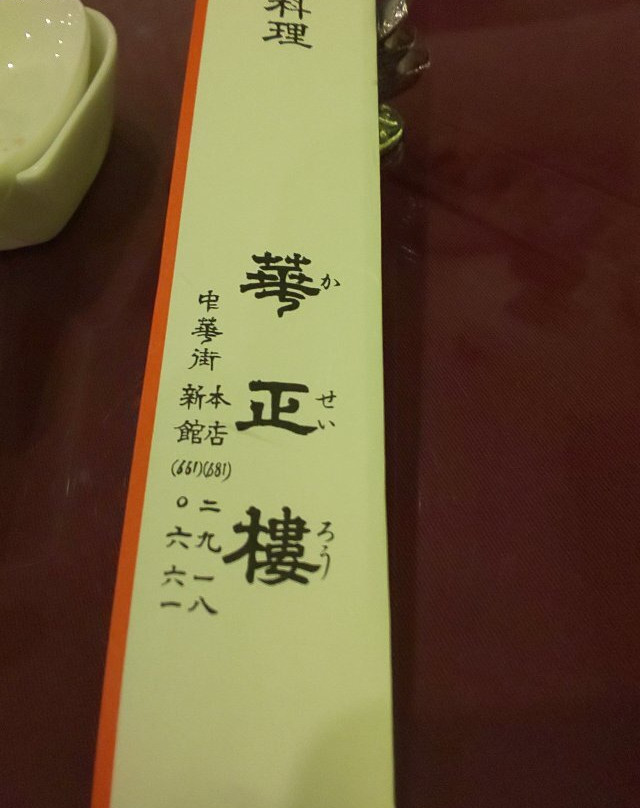 料理
華正樓
かせいろう
中華街
本店(681)二九一八
新館(661)〇六六一